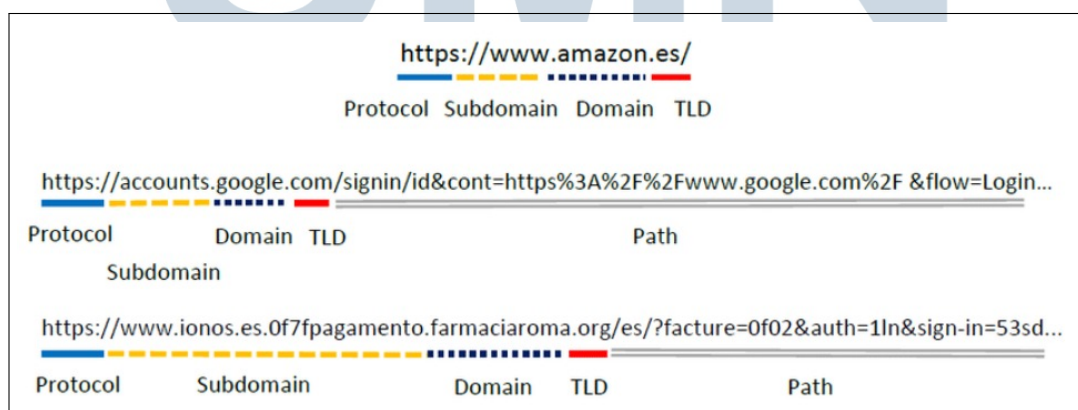 UMN
https://www.amazon.es/
Protocol Subdomain Domain TLD
https://accounts.google.com/signin/id&cont=https%3A%2F%2Fwww.google.com%2F &flow=Login...
Protocol Domain TLD Path
Subdomain
https://www.ionos.es.0f7fpagamento.farmaciaroma.org/es/?facture=0f02&auth=1ln&sign-in=53sd...
Protocol Subdomain Domain TLD Path